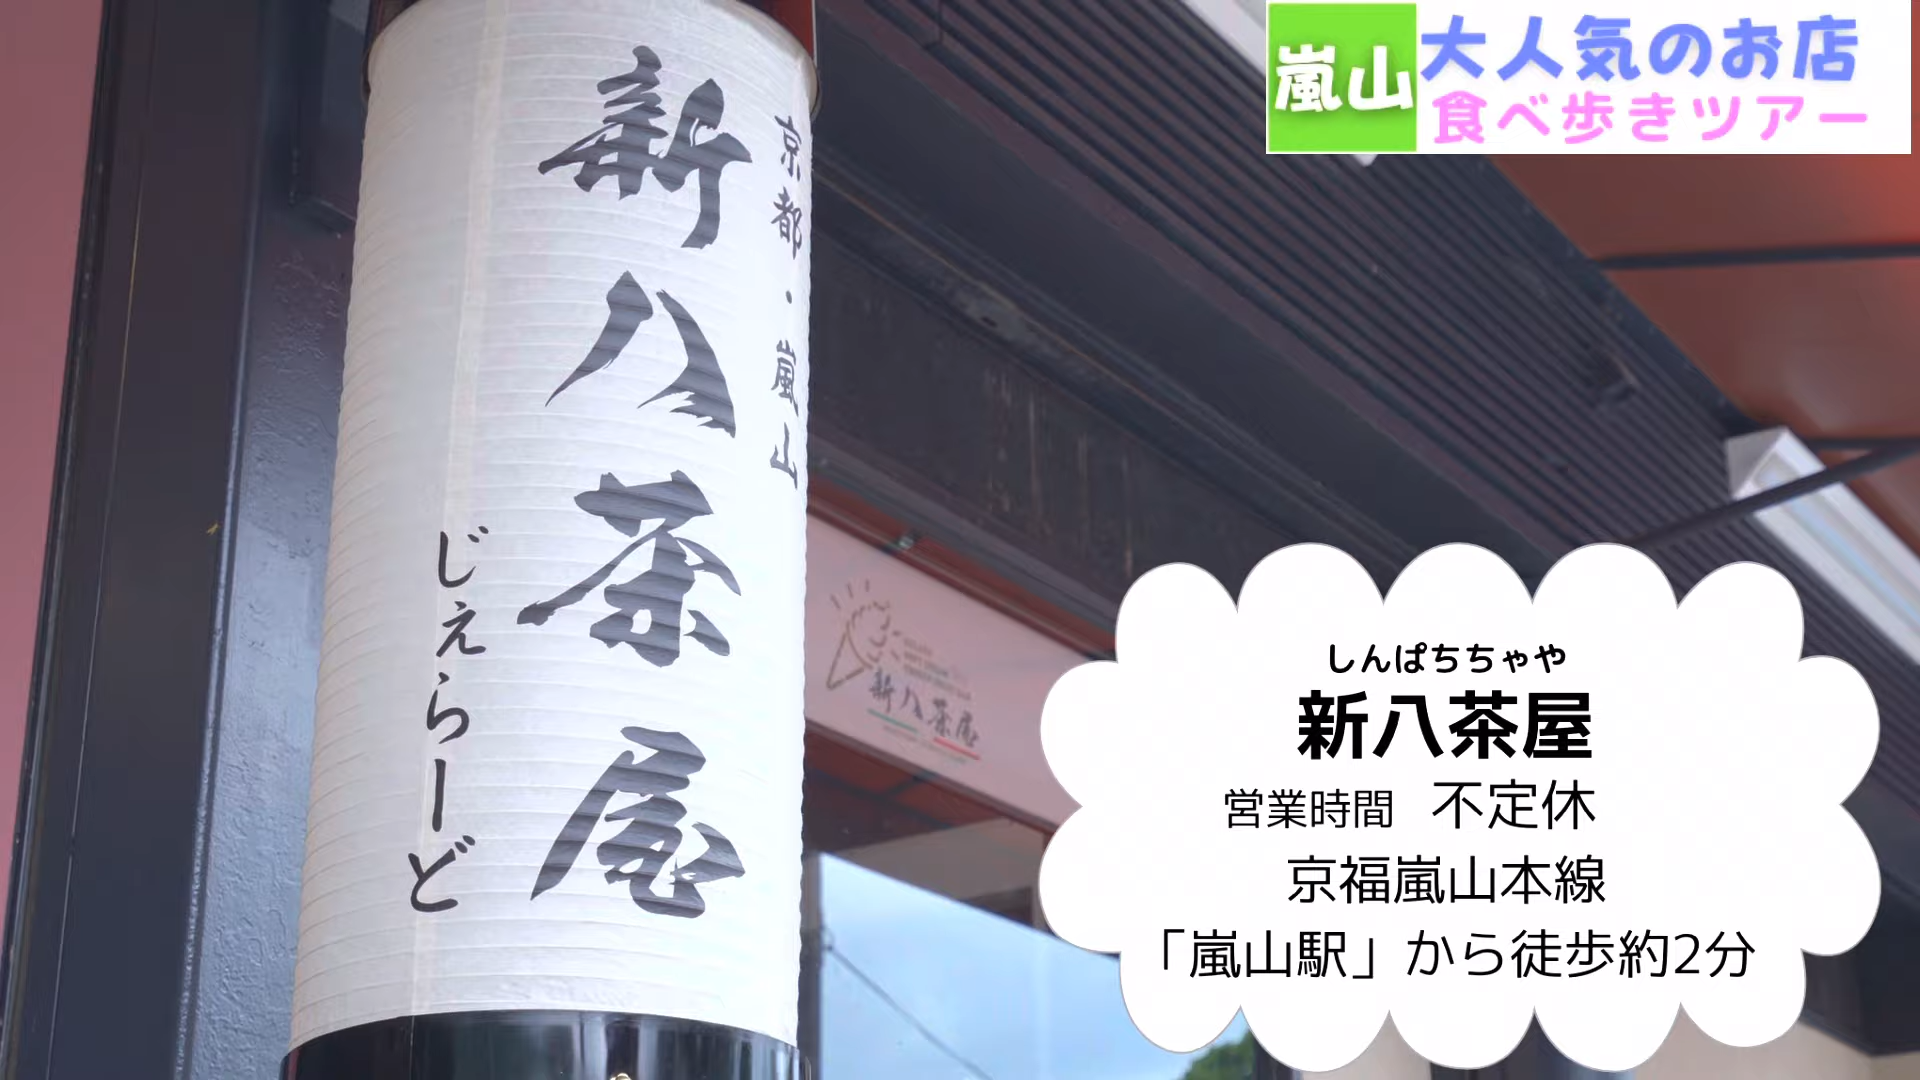 嵐山
大人気のお店
食べ歩きツアー
京都・嵐山
新八茶屋
じぇらーど
新八茶屋
しんぱちちゃや
新八茶屋
営業時間 不定休
京福嵐山本線
「嵐山駅」から徒歩約2分